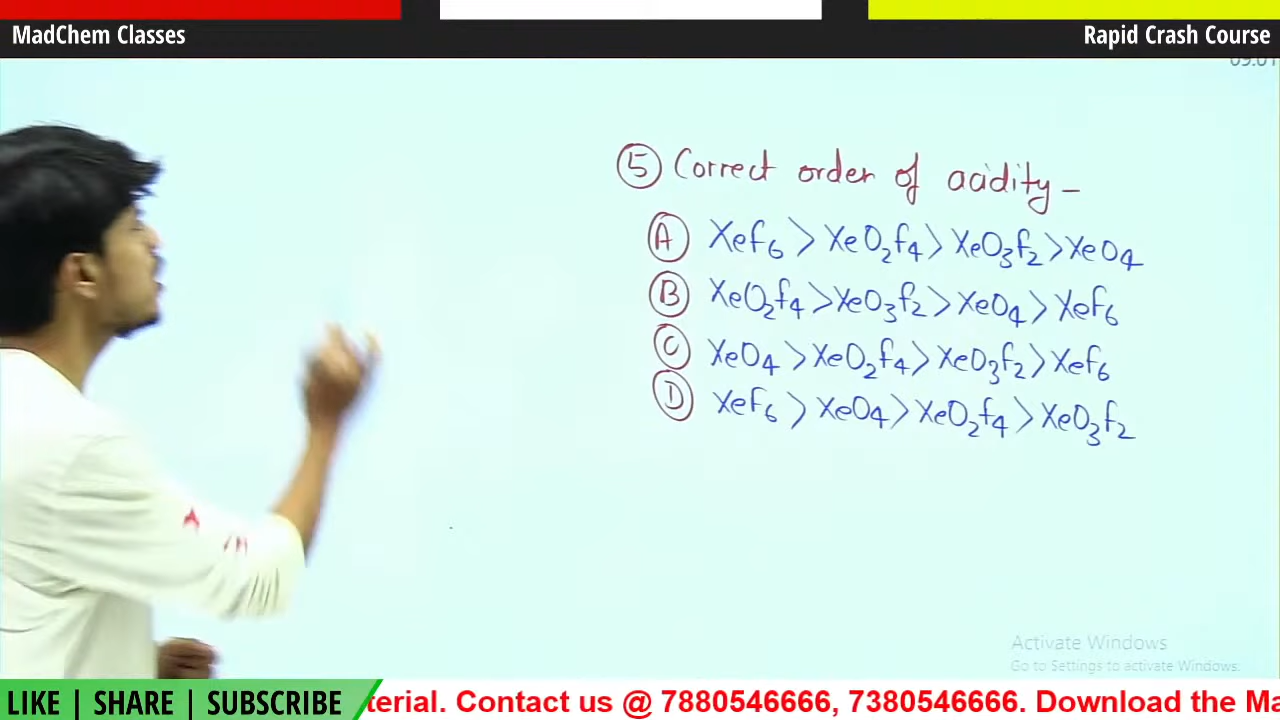 MadChem Classes
Rapid Crash Course
09:01
⑤ Correct order of acidity -
Ⓐ Xef₆ > XeO₂f₄ > XeO₃f₂ > XeO₄
Ⓑ XeO₂f₄ > XeO₃f₂ > XeO₄ > Xef₆
Ⓒ XeO₄ > XeO₂f₄ > XeO₃f₂ > Xef₆
Ⓓ Xef₆ > XeO₄ > XeO₂f₄ > XeO₃f₂
Activate Windows
Go to Settings to activate Windows.
LIKE | SHARE | SUBSCRIBE
terial. Contact us @ 7880546666, 7380546666. Download the Ma